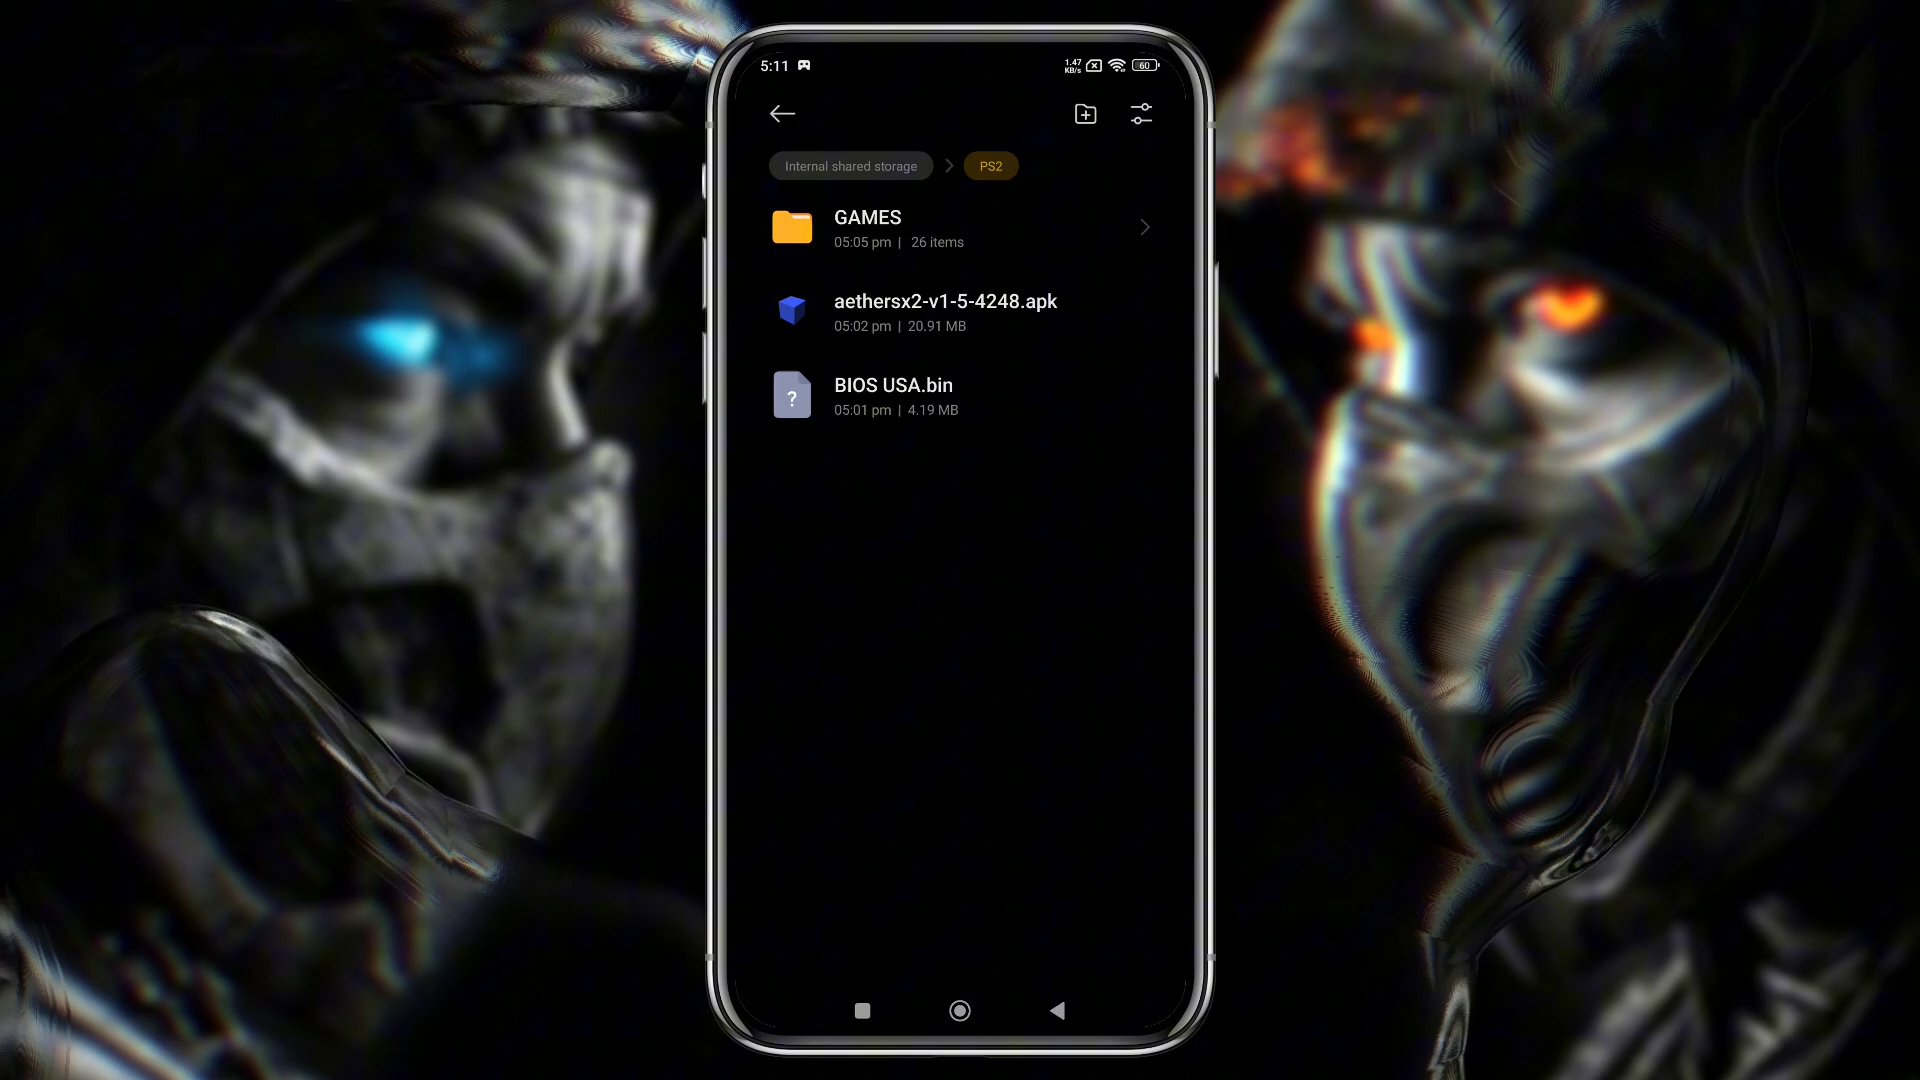 5:11
1.47
KB/s
60
Internal shared storage
PS2
GAMES
05:05 pm | 26 items
aethersx2-v1-5-4248.apk
05:02 pm | 20.91 MB
?
BIOS USA.bin
05:01 pm | 4.19 MB